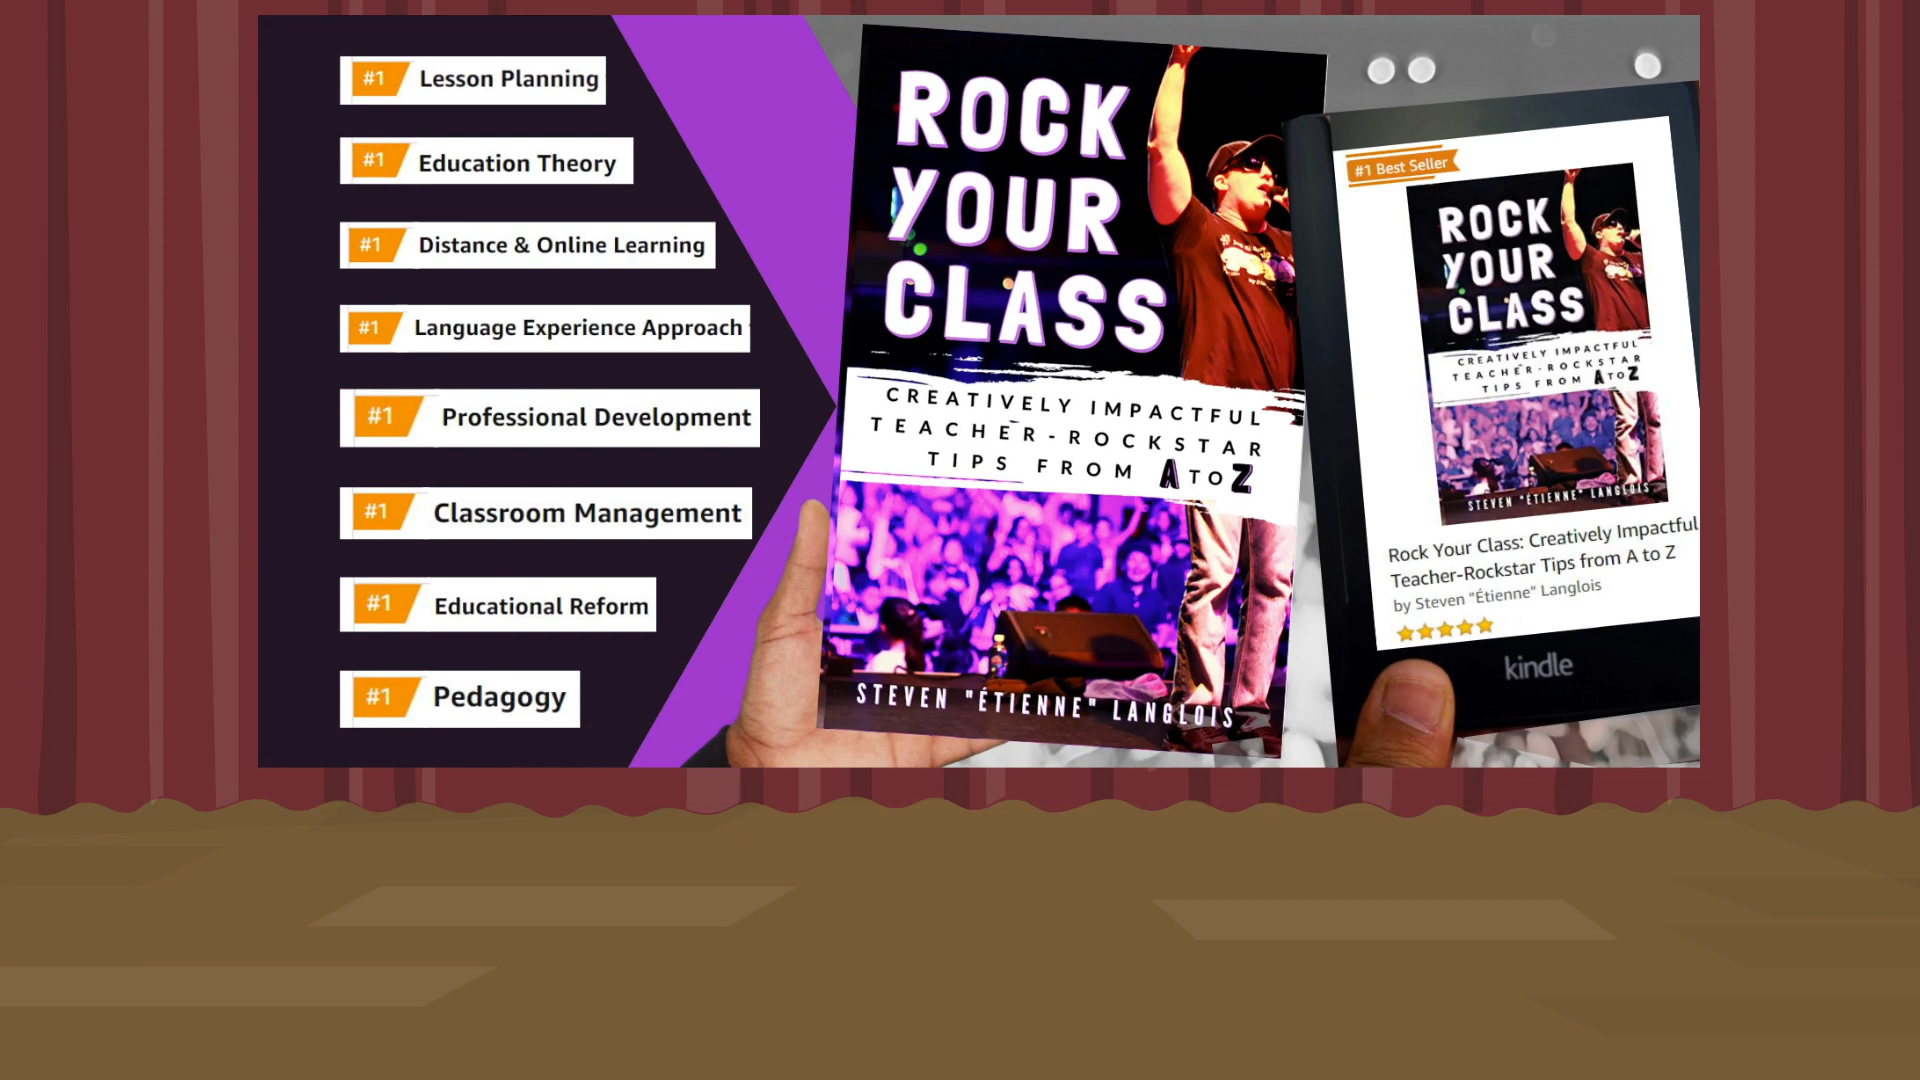 #1 Lesson Planning
#1 Education Theory
#1 Distance & Online Learning
#1 Language Experience Approach
#1 Professional Development
#1 Classroom Management
#1 Educational Reform
#1 Pedagogy
ROCK
YOUR
CLASS
CREATIVELY IMPACTFUL
TEACHER-ROCKSTAR
TIPS FROM A TO Z
STEVEN "ÉTIENNE" LANGLOIS
#1 Best Seller
ROCK
YOUR
CLASS
CREATIVELY IMPACTFUL
TEACHER-ROCKSTAR
TIPS FROM A TO Z
STEVEN "ÉTIENNE" LANGLOIS
Rock Your Class: Creatively Impactful
Teacher-Rockstar Tips from A to Z
by Steven "Étienne" Langlois
kindle